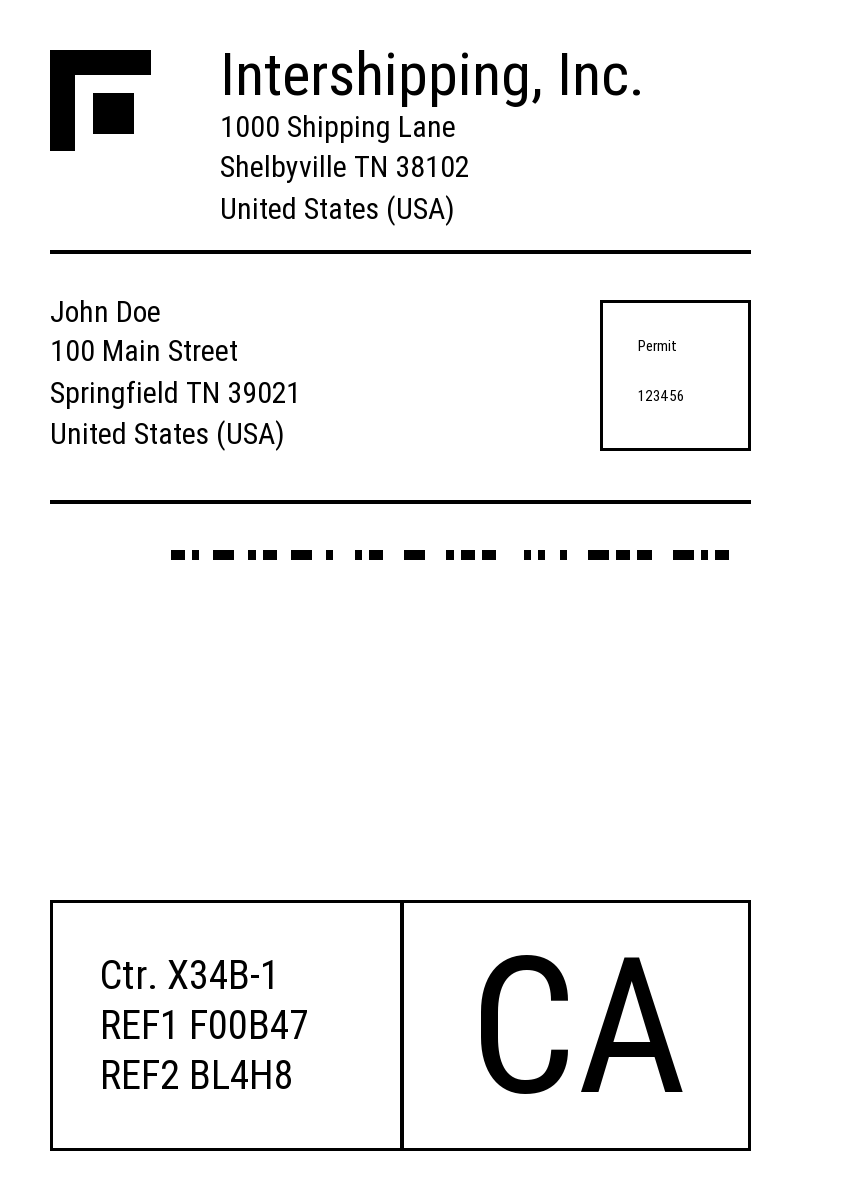 Intershipping, Inc.
1000 Shipping Lane
Shelbyville TN 38102
United States (USA)
John Doe
100 Main Street
Springfield TN 39021
United States (USA)
Permit
123456
Ctr. X34B-1
REF1 F00B47
REF2 BL4H8
CA